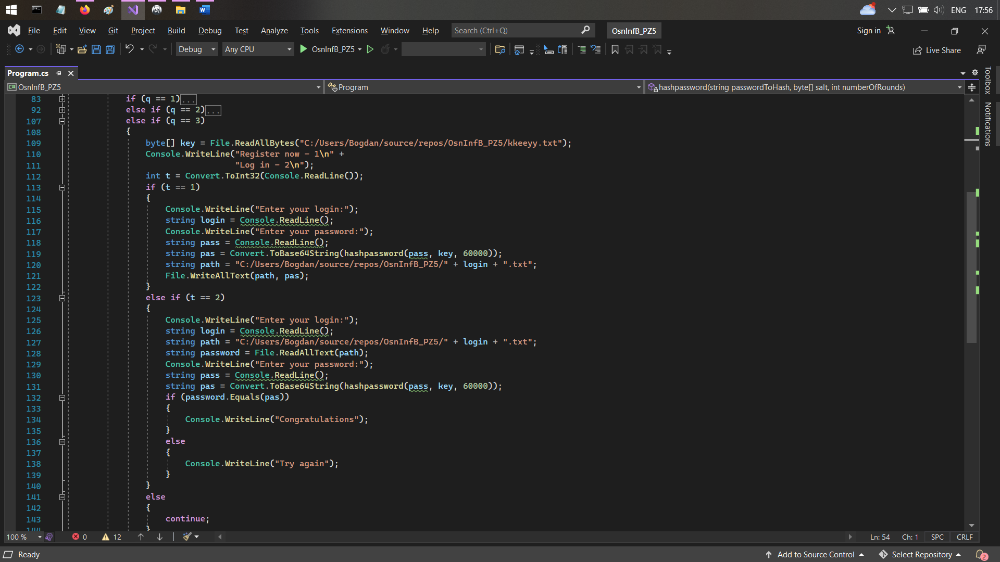 ENG 17:56
File Edit View Git Project Build Debug Test Analyze Tools Extensions Window Help Search (Ctrl+Q) OsnInfB_PZ5 Sign in
Debug Any CPU OsnInfB_PZ5 Live Share
Program.cs
C# OsnInfB_PZ5 Program hashpassword(string passwordToHash, byte[] salt, int numberOfRounds)
Toolbox
Notifications
83 if (q == 1)...
92 else if (q == 2)...
107 else if (q == 3)
108 {
109 byte[] key = File.ReadAllBytes("C:/Users/Bogdan/source/repos/OsnInfB_PZ5/kkeeyy.txt");
110 Console.WriteLine("Register now - 1\n" +
111 "Log in - 2\n");
112 int t = Convert.ToInt32(Console.ReadLine());
113 if (t == 1)
114 {
115 Console.WriteLine("Enter your login:");
116 string login = Console.ReadLine();
117 Console.WriteLine("Enter your password:");
118 string pass = Console.ReadLine();
119 string pas = Convert.ToBase64String(hashpassword(pass, key, 60000));
120 string path = "C:/Users/Bogdan/source/repos/OsnInfB_PZ5/" + login + ".txt";
121 File.WriteAllText(path, pas);
122 }
123 else if (t == 2)
124 {
125 Console.WriteLine("Enter your login:");
126 string login = Console.ReadLine();
127 string path = "C:/Users/Bogdan/source/repos/OsnInfB_PZ5/" + login + ".txt";
128 string password = File.ReadAllText(path);
129 Console.WriteLine("Enter your password:");
130 string pass = Console.ReadLine();
131 string pas = Convert.ToBase64String(hashpassword(pass, key, 60000));
132 if (password.Equals(pas))
133 {
134 Console.WriteLine("Congratulations");
135 }
136 else
137 {
138 Console.WriteLine("Try again");
139 }
140 }
141 else
142 {
143 continue;
144 }
100 % 0 12 Ln: 54 Ch: 1 SPC CRLF
Ready Add to Source Control Select Repository 2